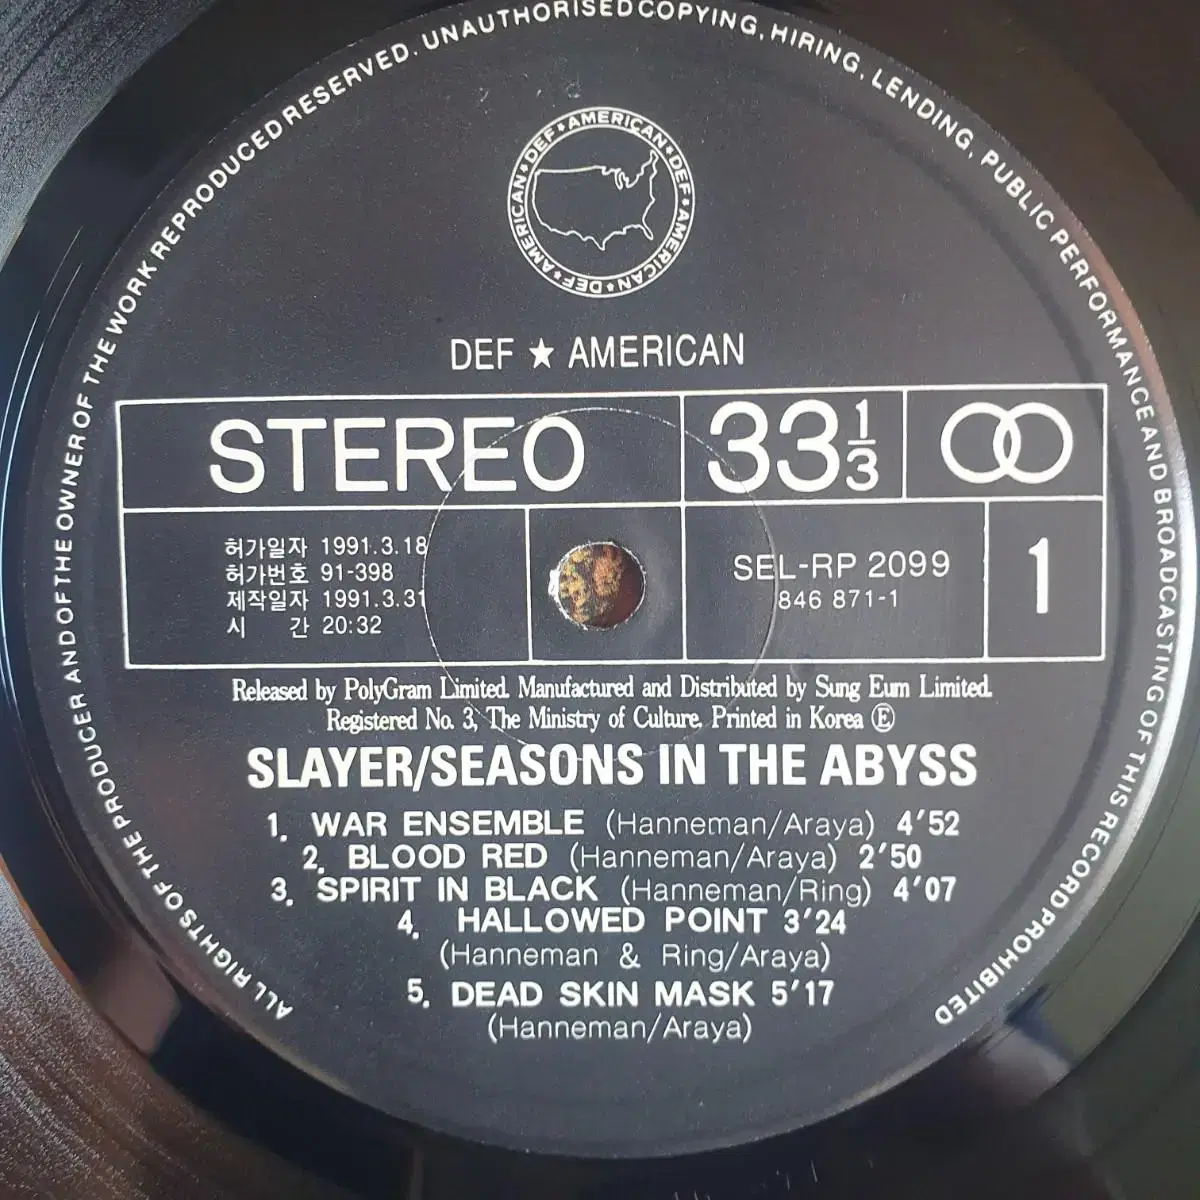 ALL RIGHTS OF THE PRODUCER AND OF THE OWNER OF THE WORK REPRODUCED RESERVED. UNAUTHORISED COPYING, HIRING, LENDING, PUBLIC PERFORMANCE AND BROADCASTING OF THIS RECORD PROHIBITED
DEF★AMERICAN★DEF★AMERICAN★DEF★AMERICAN★DEF★AMERICAN
DEF ★ AMERICAN
STEREO 33 1/3
허가일자 1991.3.18
허가번호 91-398
제작일자 1991.3.31
시 간 20:32
SEL-RP 2099
846 871-1
1
Released by PolyGram Limited. Manufactured and Distributed by Sung Eum Limited.
Registered No. 3, The Ministry of Culture. Printed in Korea Ⓔ
SLAYER/SEASONS IN THE ABYSS
1. WAR ENSEMBLE (Hanneman/Araya) 4'52
2. BLOOD RED (Hanneman/Araya) 2'50
3. SPIRIT IN BLACK (Hanneman/Ring) 4'07
4. HALLOWED POINT 3'24
(Hanneman & Ring/Araya)
5. DEAD SKIN MASK 5'17
(Hanneman/Araya)